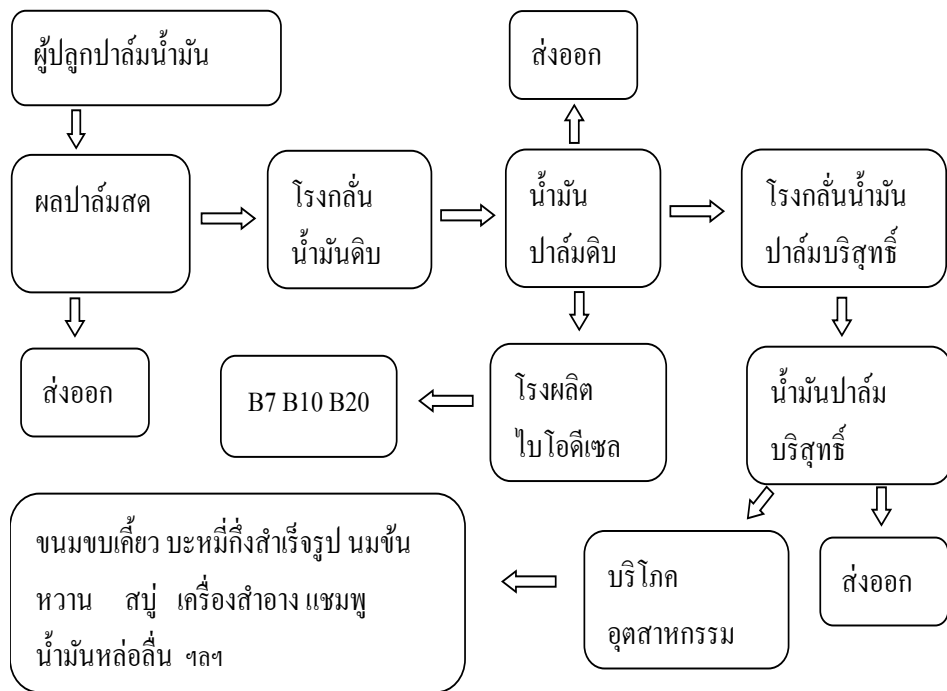 ผู้ปลูกปาล์มน้ำมัน
ส่งออก
ผลปาล์มสด
โรงกลั่น
น้ำมันดิบ
น้ำมัน
ปาล์มดิบ
โรงกลั่นน้ำมัน
ปาล์มบริสุทธิ์
ส่งออก
B7 B10 B20
โรงผลิต
ไบโอดีเซล
น้ำมันปาล์ม
บริสุทธิ์
ขนมขบเคี้ยว บะหมี่กึ่งสำเร็จรูป นมข้น
หวาน สบู่ เครื่องสำอาง แชมพู
น้ำมันหล่อลื่น ฯลฯ
บริโภค
อุตสาหกรรม
ส่งออก